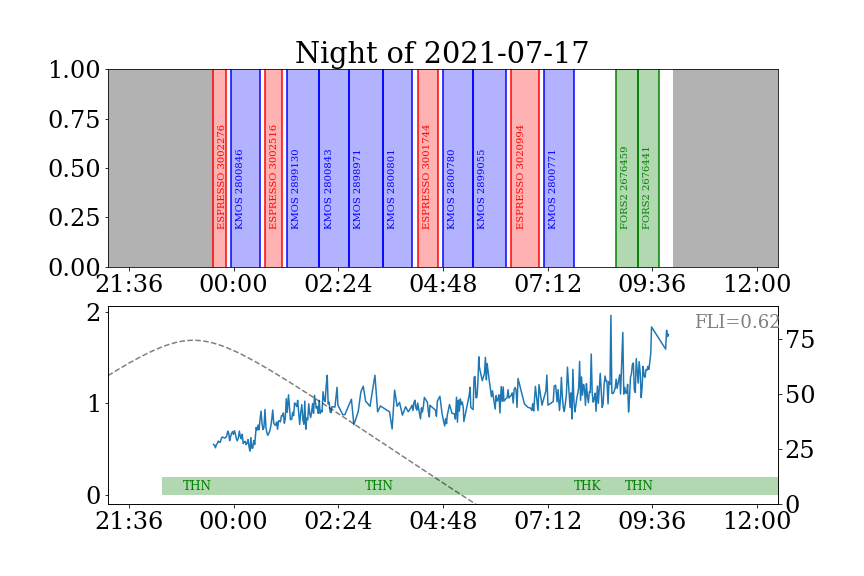 Night of 2021-07-17
1.00
0.75
0.50
0.25
0.00
ESPRESSO 3002276
KMOS 2800846
ESPRESSO 3002516
KMOS 2899130
KMOS 2800843
KMOS 2898971
KMOS 2800801
ESPRESSO 3001744
KMOS 2800780
KMOS 2899055
ESPRESSO 3020994
KMOS 2800771
FORS2 2676459
FORS2 2676441
21:36 00:00 02:24 04:48 07:12 09:36 12:00
2
1
0
FLI=0.62
75
50
25
0
THN THN THK THN
21:36 00:00 02:24 04:48 07:12 09:36 12:00